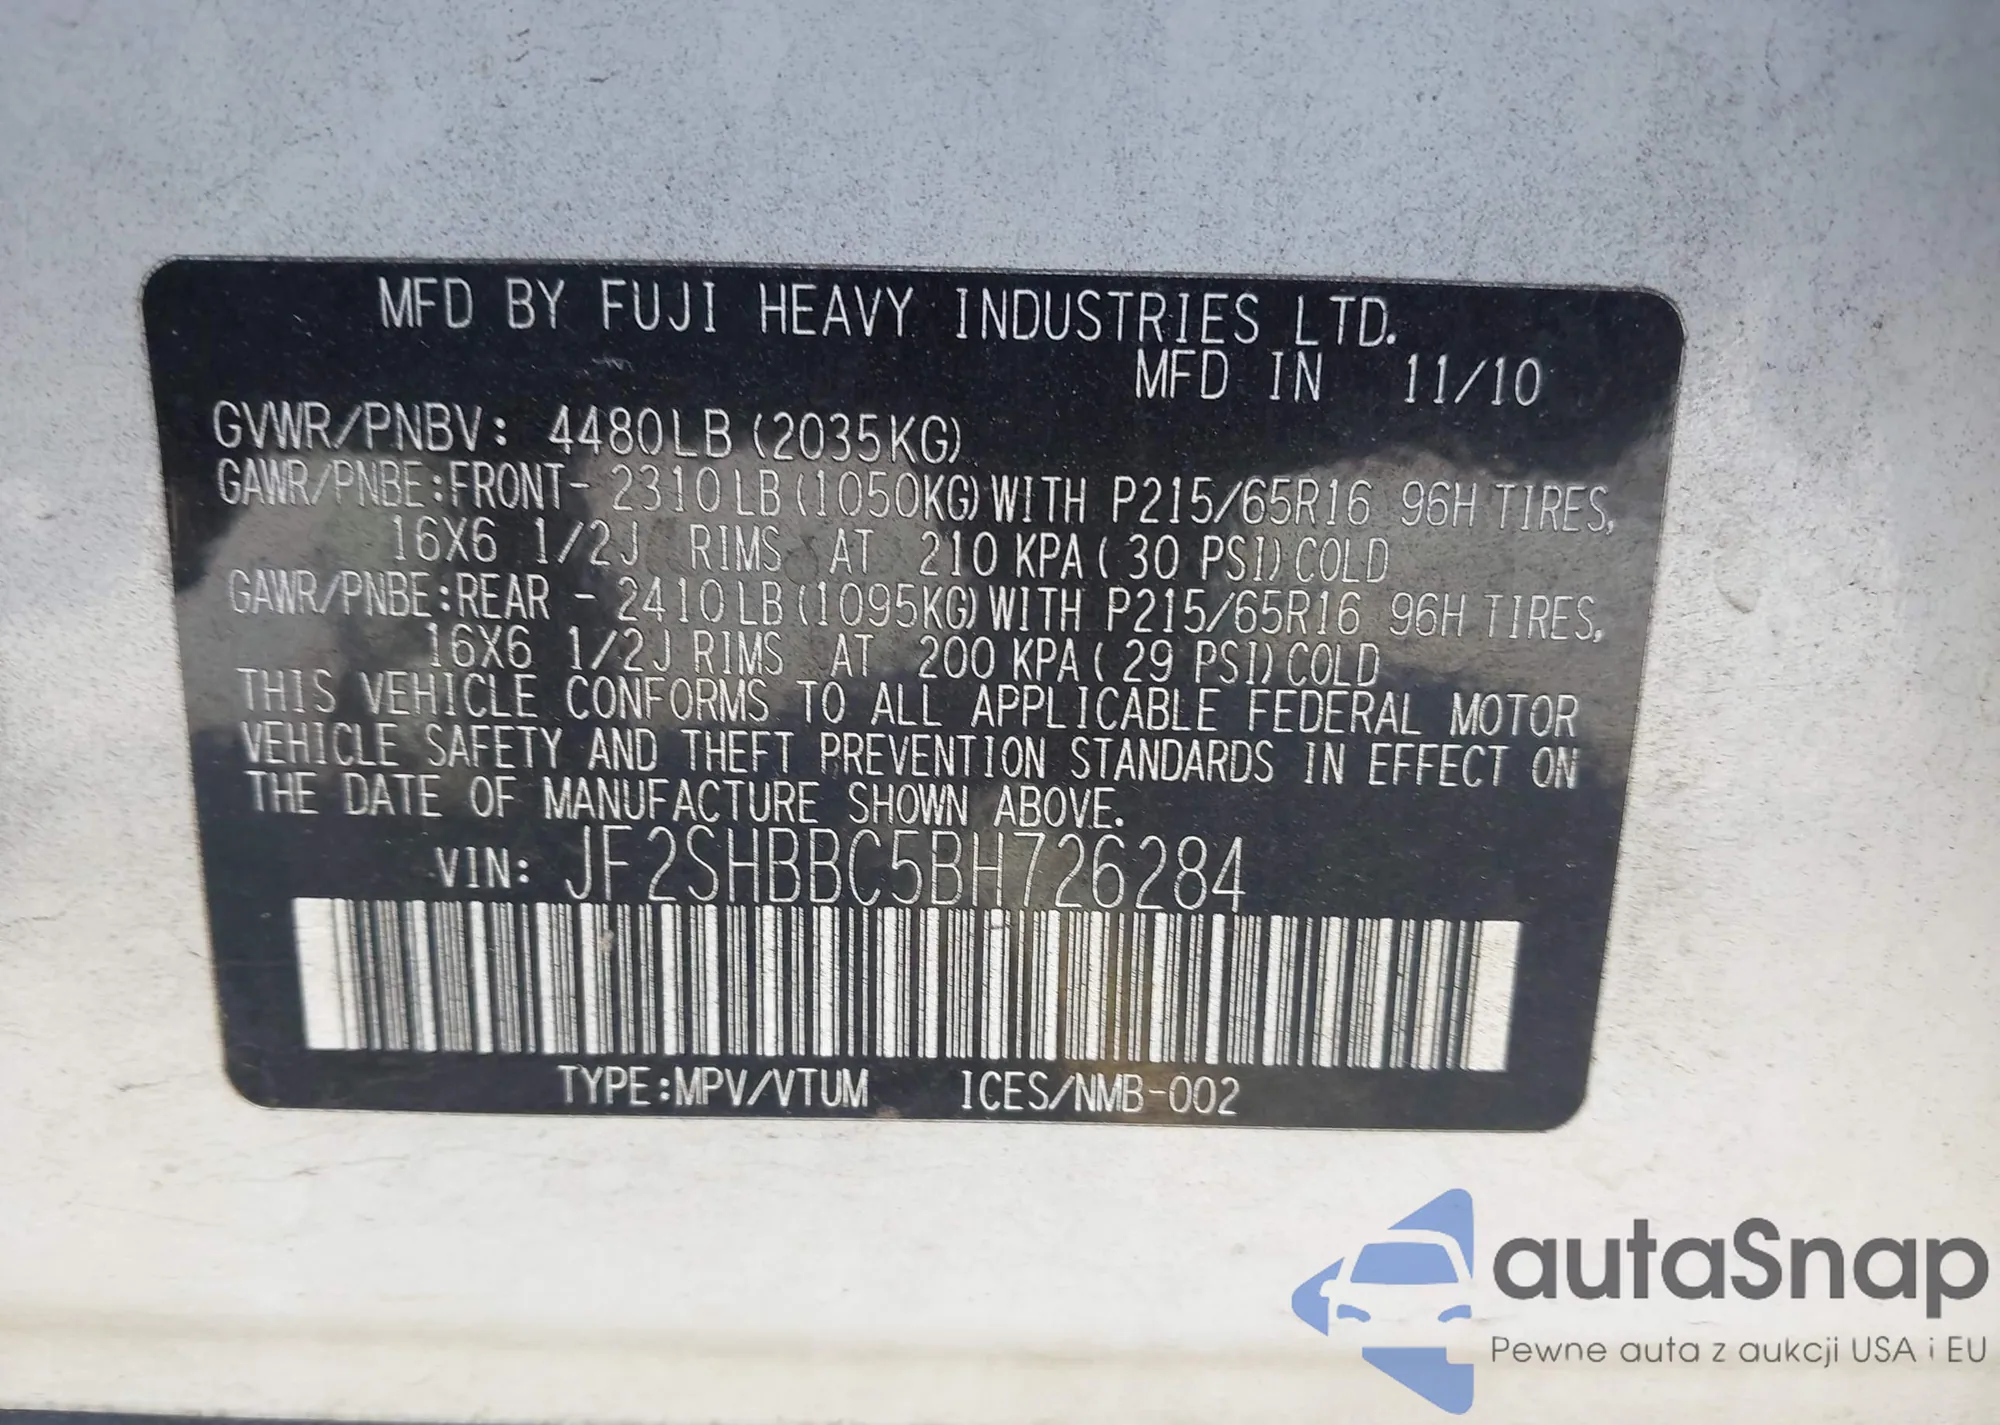 MFD BY FUJI HEAVY INDUSTRIES LTD.
MFD IN 11/10
GVWR/PNBV: 4480LB(2035KG)
GAWR/PNBE:FRONT- 2310LB(1050KG)WITH P215/65R16 96H TIRES,
16X6 1/2J RIMS AT 210 KPA(30 PSI)COLD
GAWR/PNBE:REAR - 2410LB(1095KG)WITH P215/65R16 96H TIRES,
16X6 1/2J RIMS AT 200 KPA(29 PSI)COLD
THIS VEHICLE CONFORMS TO ALL APPLICABLE FEDERAL MOTOR
VEHICLE SAFETY AND THEFT PREVENTION STANDARDS IN EFFECT ON
THE DATE OF MANUFACTURE SHOWN ABOVE.
VIN: JF2SHBBC5BH726284
TYPE:MPV/VTUM ICES/NMB-002
autaSnap
Pewne auta z aukcji USA i EU